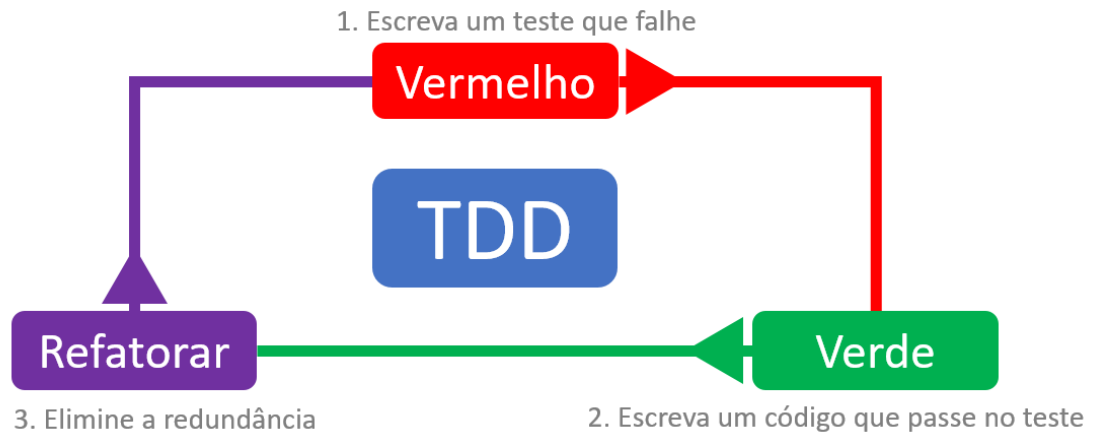 1. Escreva um teste que falhe
Vermelho
TDD
Refatorar
Verde
3. Elimine a redundância
2. Escreva um código que passe no teste